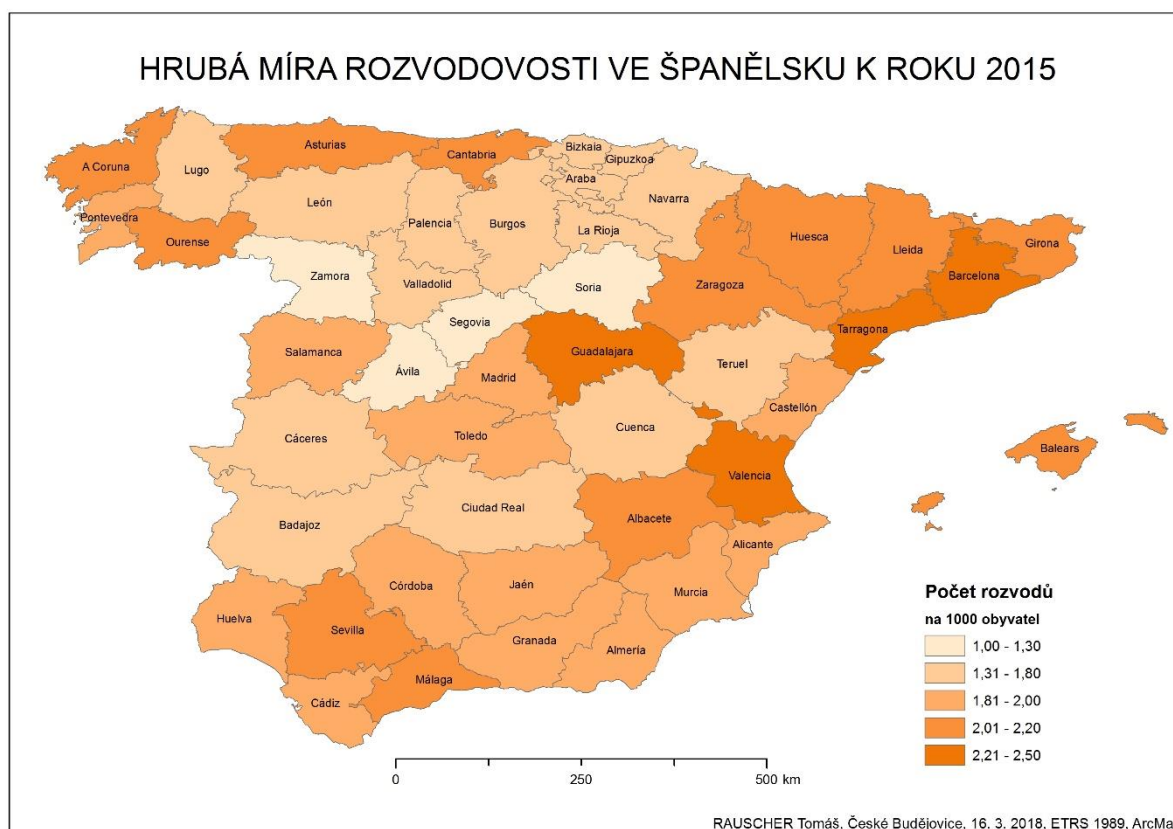 HRUBÁ MÍRA ROZVODOVOSTI VE ŠPANĚLSKU K ROKU 2015
A Coruna
Lugo
Asturias
Cantabria
Bizkaia
Gipuzkoa
Araba
Navarra
León
Palencia
Burgos
La Rioja
Pontevedra
Ourense
Huesca
Lleida
Girona
Barcelona
Zamora
Valladolid
Soria
Zaragoza
Segovia
Tarragona
Salamanca
Ávila
Madrid
Guadalajara
Teruel
Castellón
Cáceres
Toledo
Cuenca
Balears
Valencia
Badajoz
Ciudad Real
Albacete
Alicante
Huelva
Sevilla
Córdoba
Jaén
Murcia
Granada
Almería
Málaga
Cádiz
Počet rozvodů
na 1000 obyvatel
1,00 - 1,30
1,31 - 1,80
1,81 - 2,00
2,01 - 2,20
2,21 - 2,50
0 250 500 km
RAUSCHER Tomáš, České Budějovice, 16. 3. 2018, ETRS 1989, ArcMa